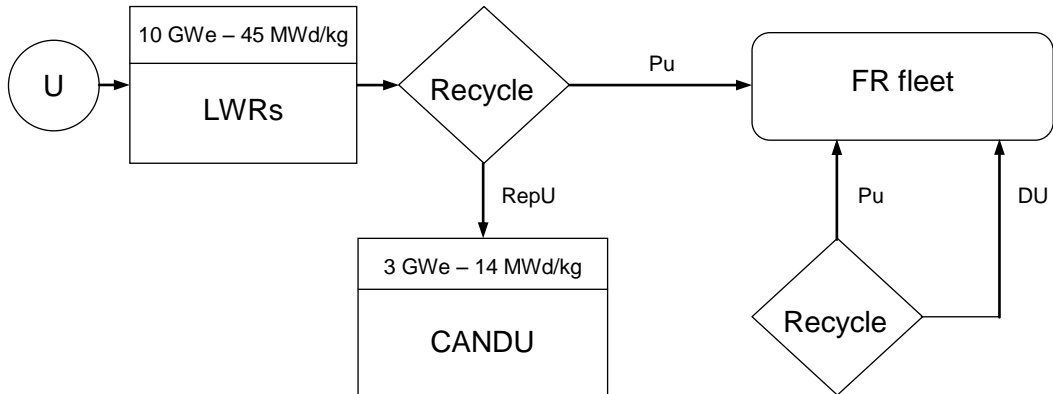 10 GWe – 45 MWd/kg
U
LWRs
Recycle
Pu
FR fleet
RepU
Pu
DU
3 GWe – 14 MWd/kg
CANDU
Recycle